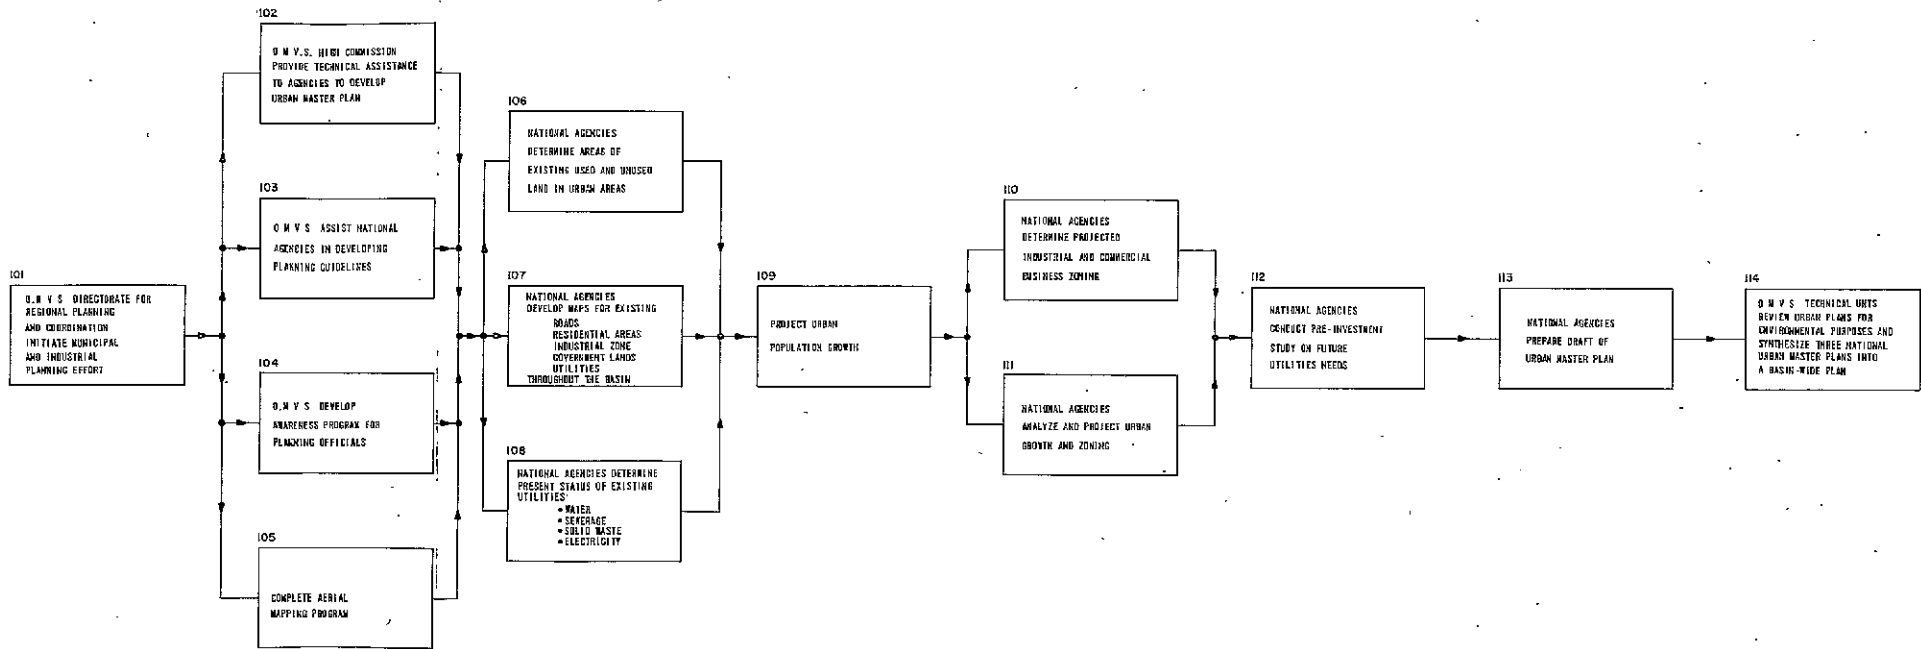 101
O.M V S DIRECTORATE FOR
REGIONAL PLANNING
AND COORDINATION
INITIATE MUNICIPAL
AND INDUSTRIAL
PLANNING EFFORT
102
O M V.S. HIGH COMMISSION
PROVIDE TECHNICAL ASSISTANCE
TO AGENCIES TO DEVELOP
URBAN MASTER PLAN
103
O M V S ASSIST NATIONAL
AGENCIES IN DEVELOPING
PLANNING GUIDELINES
104
O.M V S DEVELOP
AWARENESS PROGRAM FOR
PLANNING OFFICIALS
105
COMPLETE AERIAL
MAPPING PROGRAM
106
NATIONAL AGENCIES
DETERMINE AREAS OF
EXISTING USED AND UNUSED
LAND IN URBAN AREAS
107
NATIONAL AGENCIES
DEVELOP MAPS FOR EXISTING
ROADS
RESIDENTIAL AREAS
INDUSTRIAL ZONE
GOVERNMENT LANDS
UTILITIES
THROUGHOUT THE BASIN
108
NATIONAL AGENCIES DETERMINE
PRESENT STATUS OF EXISTING
UTILITIES
• WATER
• SEWERAGE
• SOLID WASTE
• ELECTRICITY
109
PROJECT URBAN
POPULATION GROWTH
110
NATIONAL AGENCIES
DETERMINE PROJECTED
INDUSTRIAL AND COMMERCIAL
BUSINESS ZONING
111
NATIONAL AGENCIES
ANALYZE AND PROJECT URBAN
GROWTH AND ZONING
112
NATIONAL AGENCIES
CONDUCT PRE-INVESTMENT
STUDY ON FUTURE
UTILITIES NEEDS
113
NATIONAL AGENCIES
PREPARE DRAFT OF
URBAN MASTER PLAN
114
O M V S TECHNICAL UNTS
REVIEW URBAN PLANS FOR
ENVIRONMENTAL PURPOSES AND
SYNTHESIZE THREE NATIONAL
URBAN MASTER PLANS INTO
A BASIN-WIDE PLAN